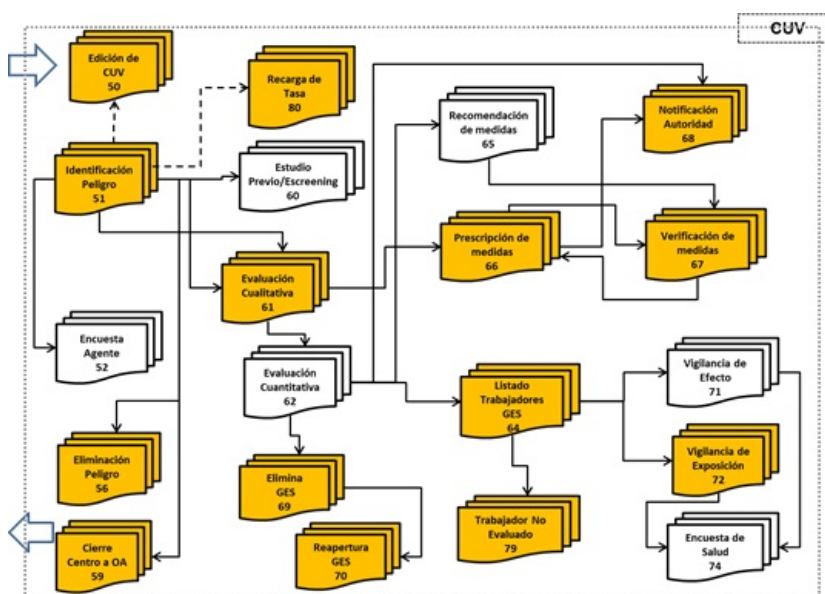 CUV
Edición de
CUV
50
Recarga de
Tasa
80
Recomendación
de medidas
65
Notificación
Autoridad
68
Identificación
Peligro
51
Estudio
Previo/Escreening
60
Prescripción de
medidas
66
Verificación de
medidas
67
Evaluación
Cualitativa
61
Encuesta
Agente
52
Evaluación
Cuantitativa
62
Listado
Trabajadores
GES
64
Vigilancia de
Efecto
71
Eliminación
Peligro
56
Elimina
GES
69
Vigilancia de
Exposición
72
Trabajador No
Evaluado
79
Cierre
Centro a OA
59
Reapertura
GES
70
Encuesta de
Salud
74